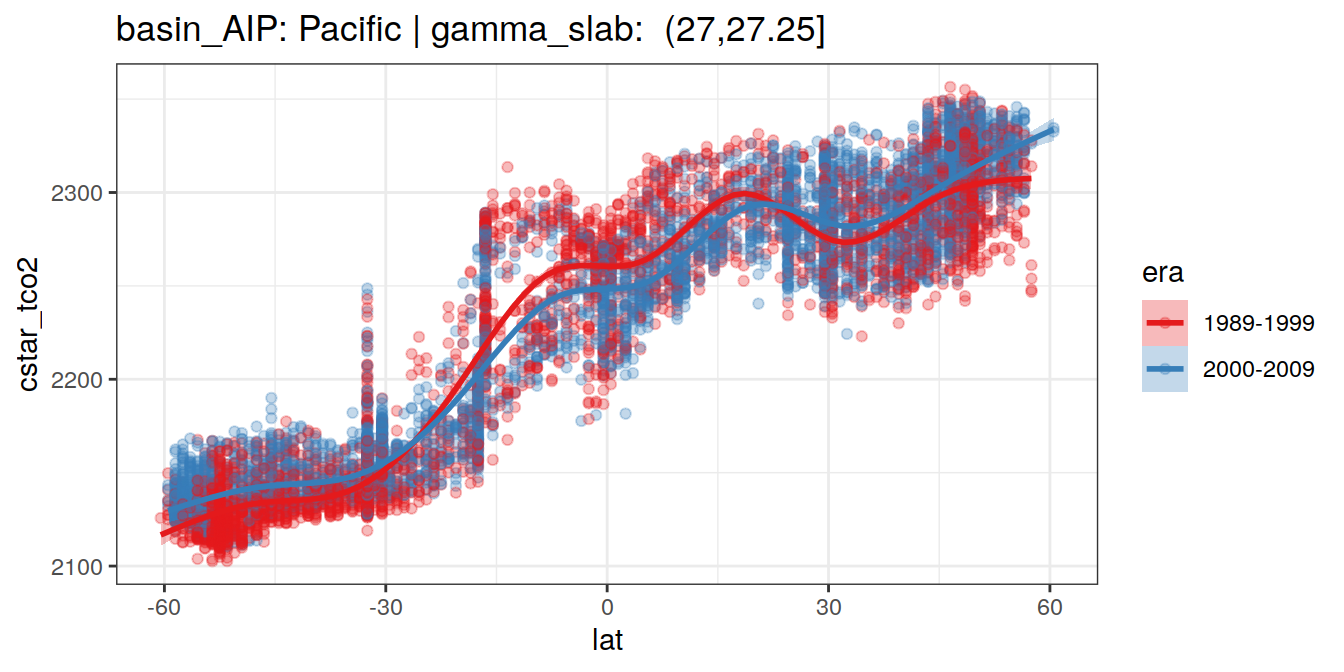 basin_AIP: Pacific | gamma_slab:  (27,27.25]
cstar_tco2
2300
2200
2100
-60
-30
0
30
60
lat
era
1989-1999
2000-2009